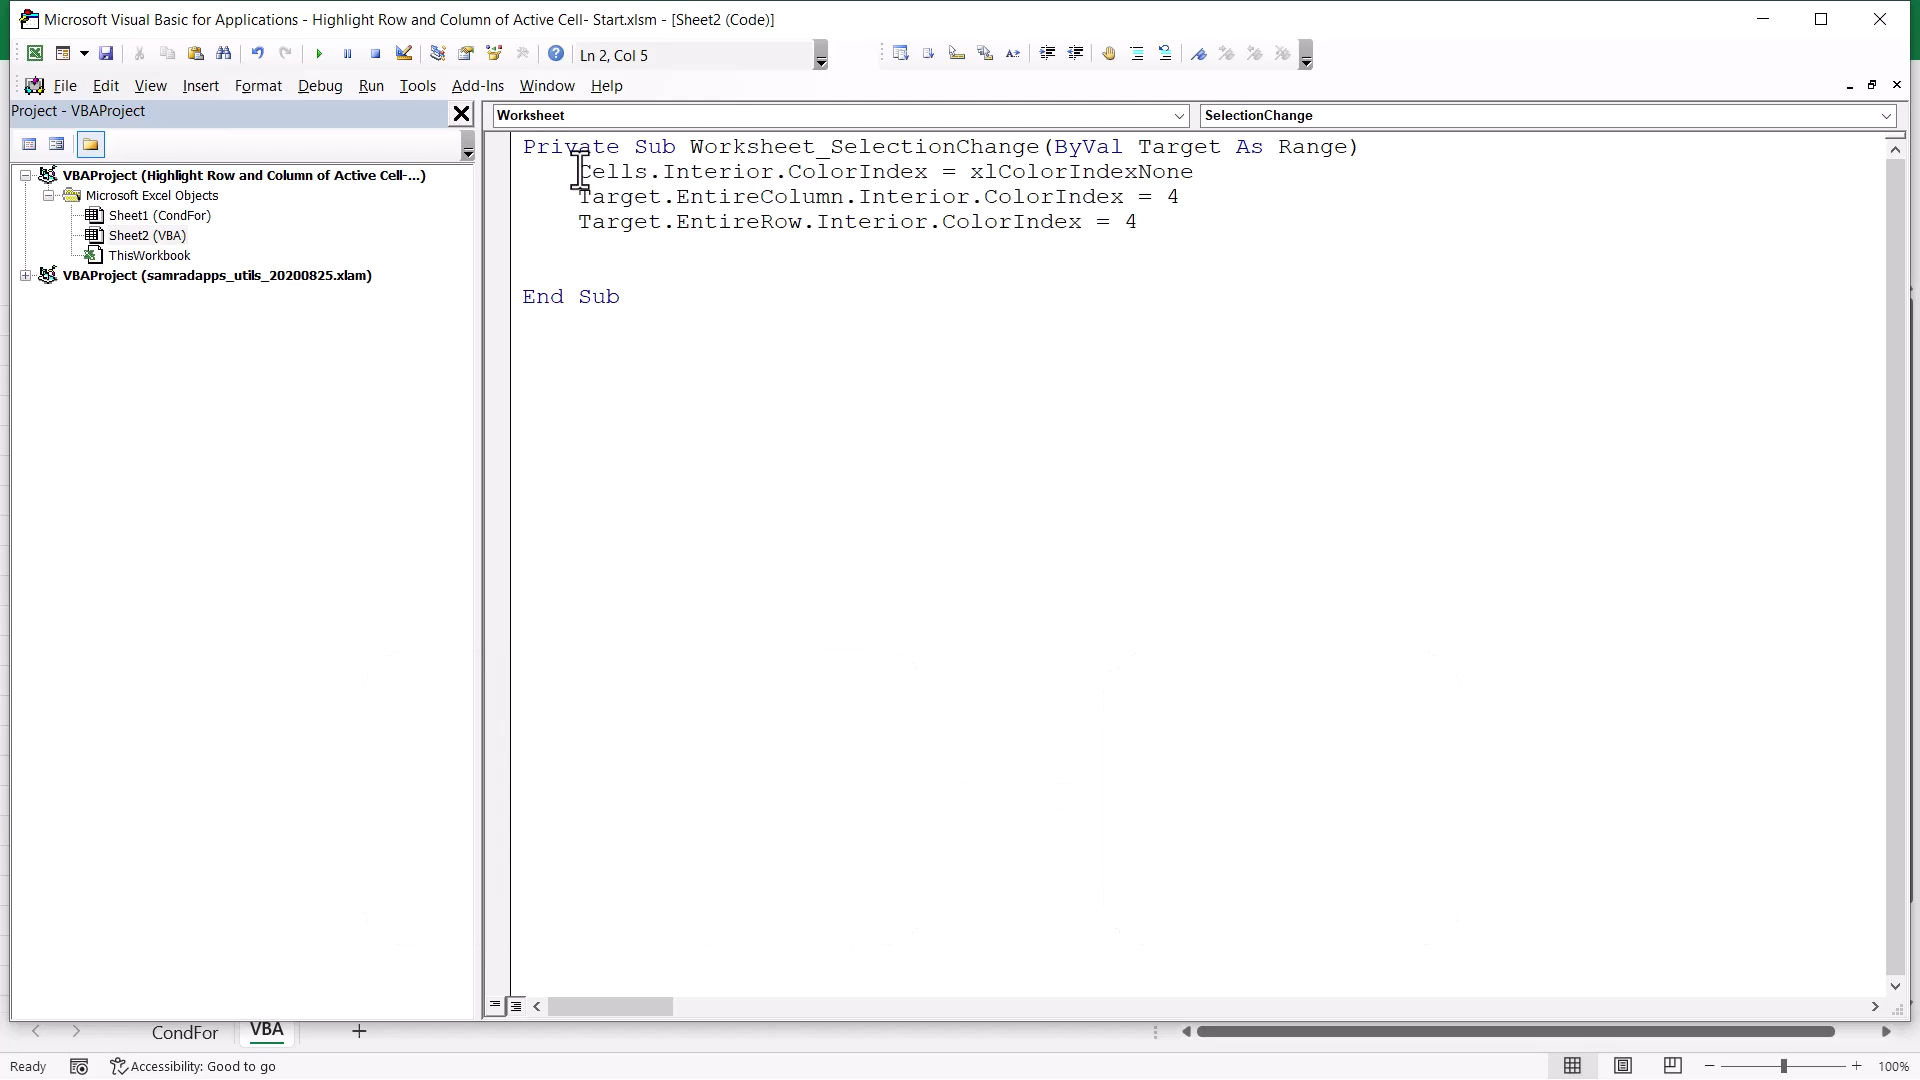 Microsoft Visual Basic for Applications - Highlight Row and Column of Active Cell- Start.xlsm - [Sheet2 (Code)]
Ln 2, Col 5
File Edit View Insert Format Debug Run Tools Add-Ins Window Help
Project - VBAProject
Worksheet
SelectionChange
VBAProject (Highlight Row and Column of Active Cell-...)
Microsoft Excel Objects
Sheet1 (CondFor)
Sheet2 (VBA)
ThisWorkbook
VBAProject (samradapps_utils_20200825.xlam)
Private Sub Worksheet_SelectionChange(ByVal Target As Range)
Cells.Interior.ColorIndex = xlColorIndexNone
Target.EntireColumn.Interior.ColorIndex = 4
Target.EntireRow.Interior.ColorIndex = 4
End Sub
CondFor VBA
Ready
Accessibility: Good to go
100%